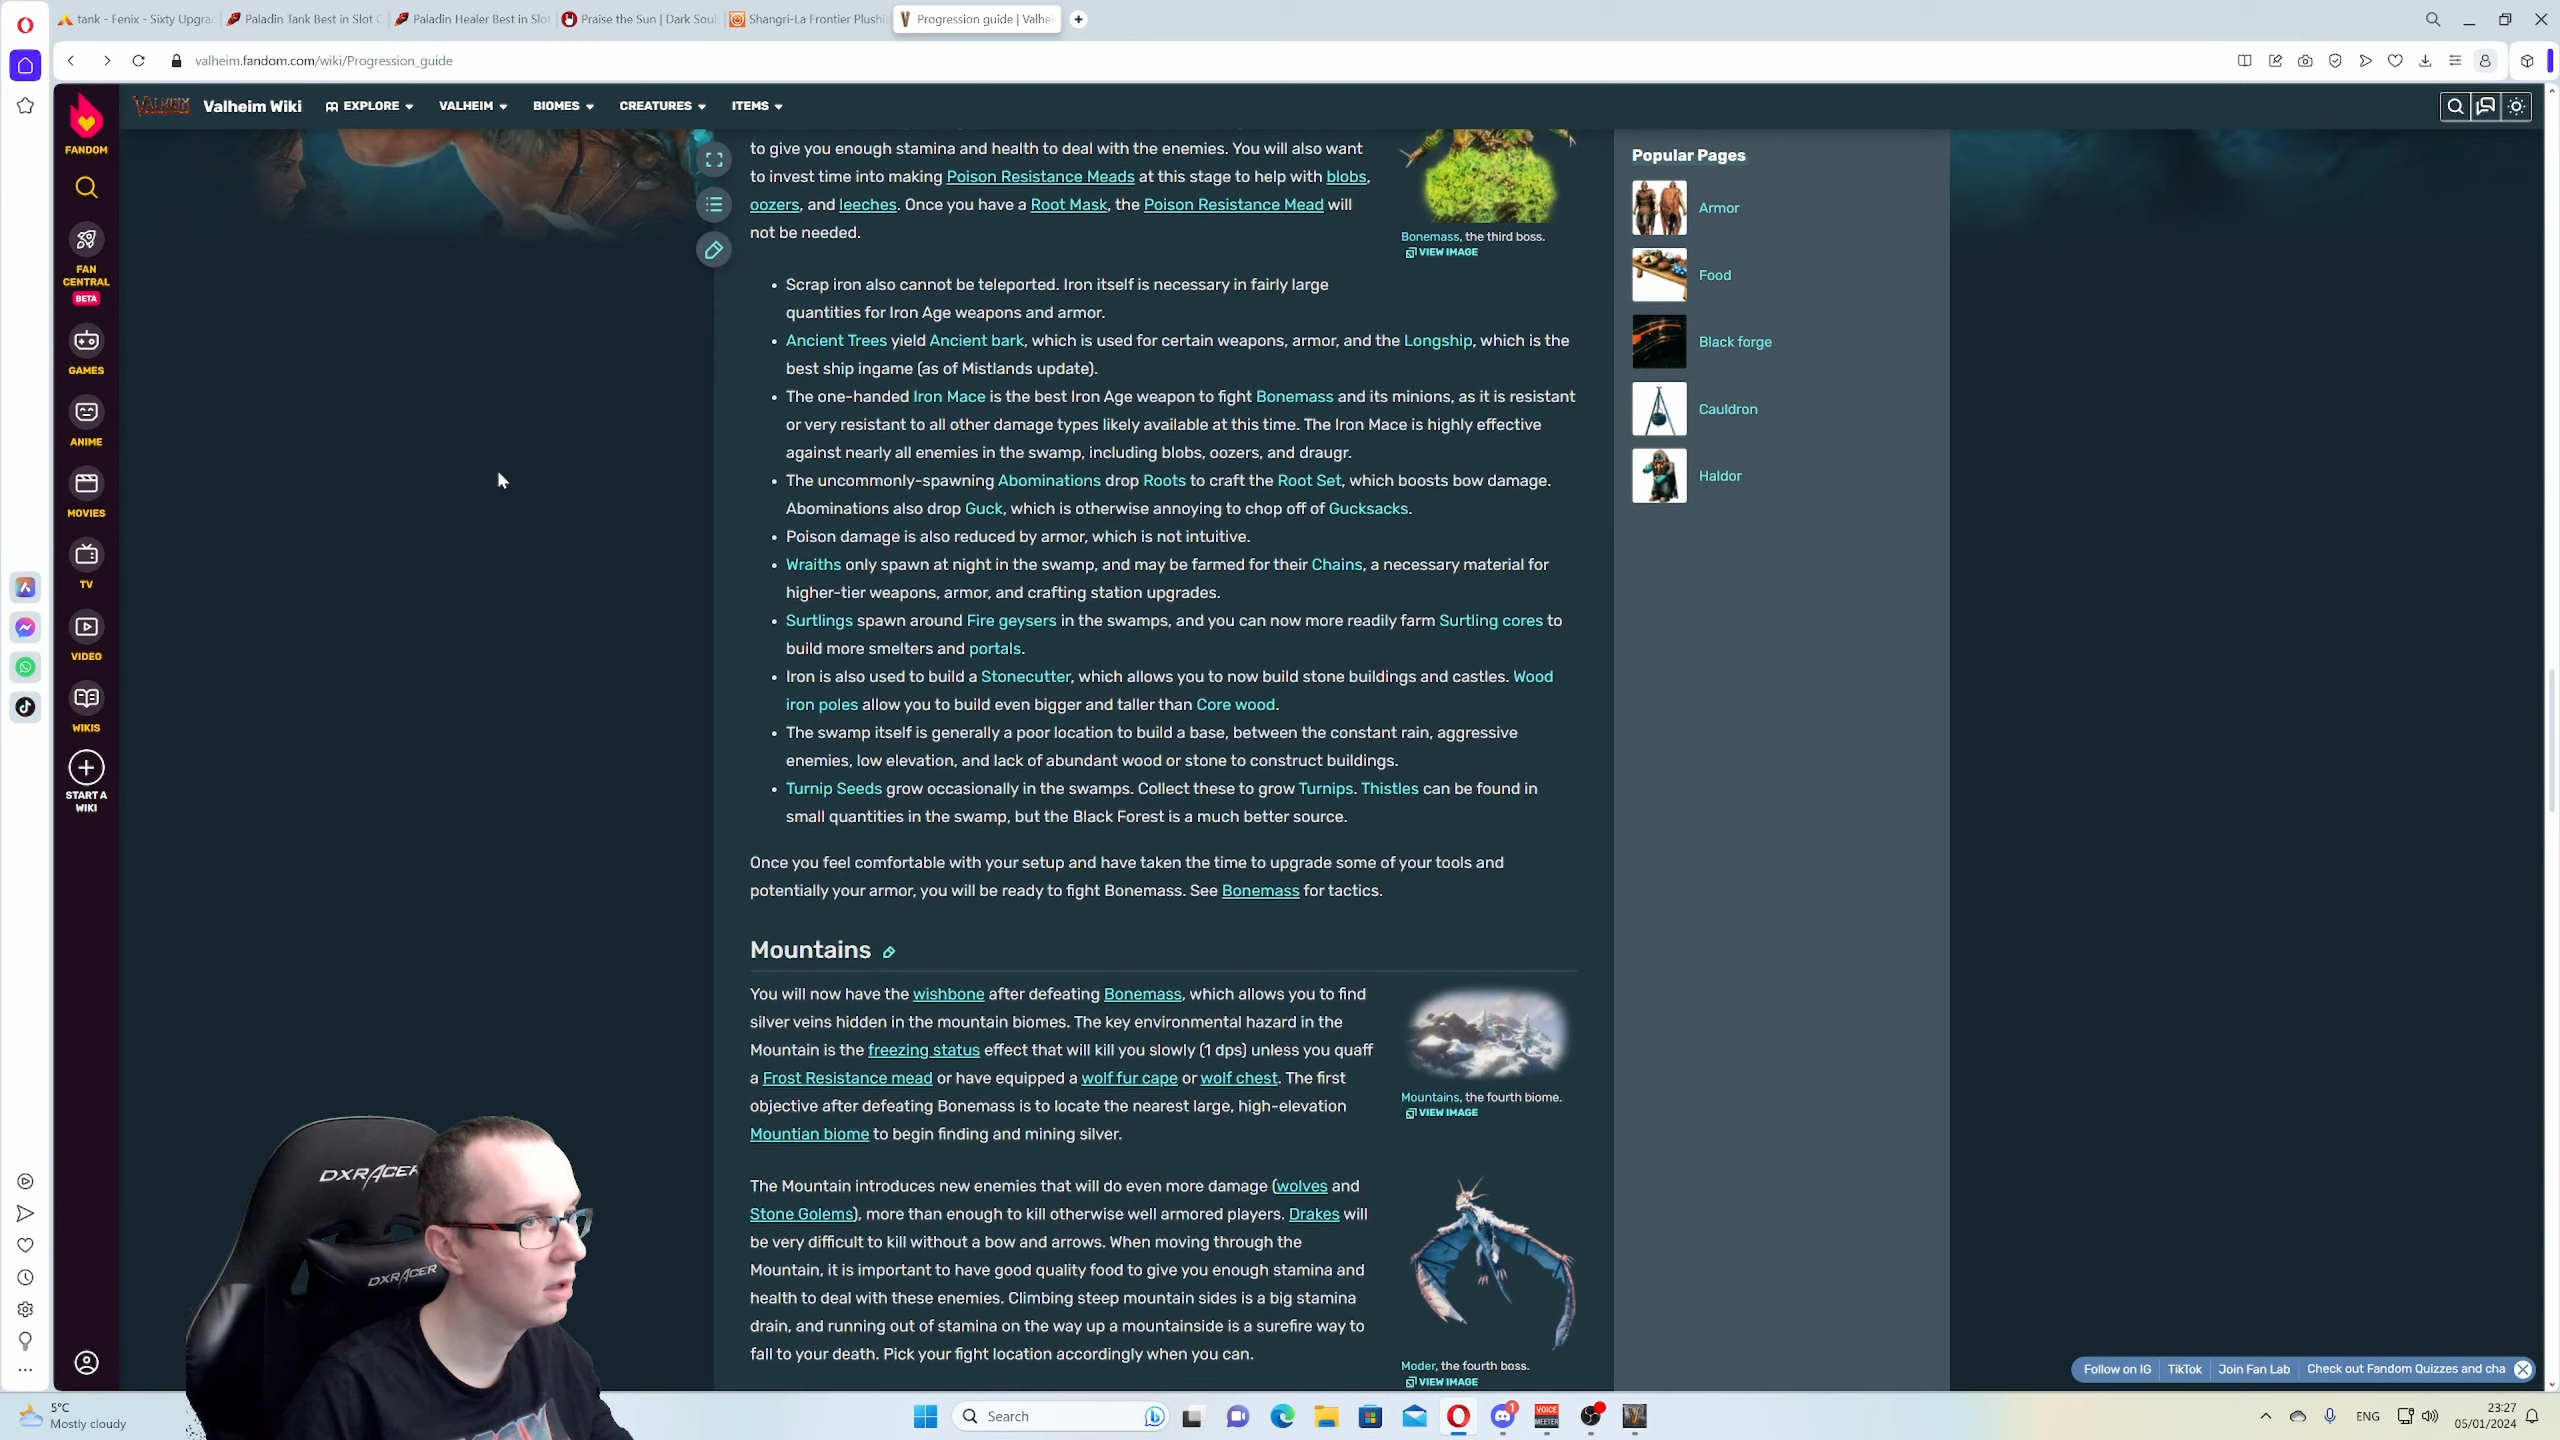 tank - Fenix - Sixty Upgrad
Paladin Tank Best in Slot G
Paladin Healer Best in Slot
Praise the Sun | Dark Soul
Shangri-La Frontier Plushie
Progression guide | Valhei
valheim.fandom.com/wiki/Progression_guide
VALHEIM
Valheim Wiki
EXPLORE
VALHEIM
BIOMES
CREATURES
ITEMS
FANDOM
FAN
CENTRAL
BETA
GAMES
ANIME
MOVIES
TV
VIDEO
WIKIS
START A
WIKI
to give you enough stamina and health to deal with the enemies. You will also want
to invest time into making Poison Resistance Meads at this stage to help with blobs,
oozers, and leeches. Once you have a Root Mask, the Poison Resistance Mead will
not be needed.
Bonemass, the third boss.
VIEW IMAGE
• Scrap iron also cannot be teleported. Iron itself is necessary in fairly large
quantities for Iron Age weapons and armor.
• Ancient Trees yield Ancient bark, which is used for certain weapons, armor, and the Longship, which is the
best ship ingame (as of Mistlands update).
• The one-handed Iron Mace is the best Iron Age weapon to fight Bonemass and its minions, as it is resistant
or very resistant to all other damage types likely available at this time. The Iron Mace is highly effective
against nearly all enemies in the swamp, including blobs, oozers, and draugr.
• The uncommonly-spawning Abominations drop Roots to craft the Root Set, which boosts bow damage.
Abominations also drop Guck, which is otherwise annoying to chop off of Gucksacks.
• Poison damage is also reduced by armor, which is not intuitive.
• Wraiths only spawn at night in the swamp, and may be farmed for their Chains, a necessary material for
higher-tier weapons, armor, and crafting station upgrades.
• Surtlings spawn around Fire geysers in the swamps, and you can now more readily farm Surtling cores to
build more smelters and portals.
• Iron is also used to build a Stonecutter, which allows you to now build stone buildings and castles. Wood
iron poles allow you to build even bigger and taller than Core wood.
• The swamp itself is generally a poor location to build a base, between the constant rain, aggressive
enemies, low elevation, and lack of abundant wood or stone to construct buildings.
• Turnip Seeds grow occasionally in the swamps. Collect these to grow Turnips. Thistles can be found in
small quantities in the swamp, but the Black Forest is a much better source.
Once you feel comfortable with your setup and have taken the time to upgrade some of your tools and
potentially your armor, you will be ready to fight Bonemass. See Bonemass for tactics.
Mountains
You will now have the wishbone after defeating Bonemass, which allows you to find
silver veins hidden in the mountain biomes. The key environmental hazard in the
Mountain is the freezing status effect that will kill you slowly (1 dps) unless you quaff
a Frost Resistance mead or have equipped a wolf fur cape or wolf chest. The first
objective after defeating Bonemass is to locate the nearest large, high-elevation
Mountian biome to begin finding and mining silver.
Mountains, the fourth biome.
VIEW IMAGE
The Mountain introduces new enemies that will do even more damage (wolves and
Stone Golems), more than enough to kill otherwise well armored players. Drakes will
be very difficult to kill without a bow and arrows. When moving through the
Mountain, it is important to have good quality food to give you enough stamina and
health to deal with these enemies. Climbing steep mountain sides is a big stamina
drain, and running out of stamina on the way up a mountainside is a surefire way to
fall to your death. Pick your fight location accordingly when you can.
Moder, the fourth boss.
VIEW IMAGE
Popular Pages
Armor
Food
Black forge
Cauldron
Haldor
DXRACER
DXRACER
Follow on IG
TikTok
Join Fan Lab
Check out Fandom Quizzes and cha
5°C
Mostly cloudy
Search
1
VOICE
MEETER
ENG
23:27
05/01/2024